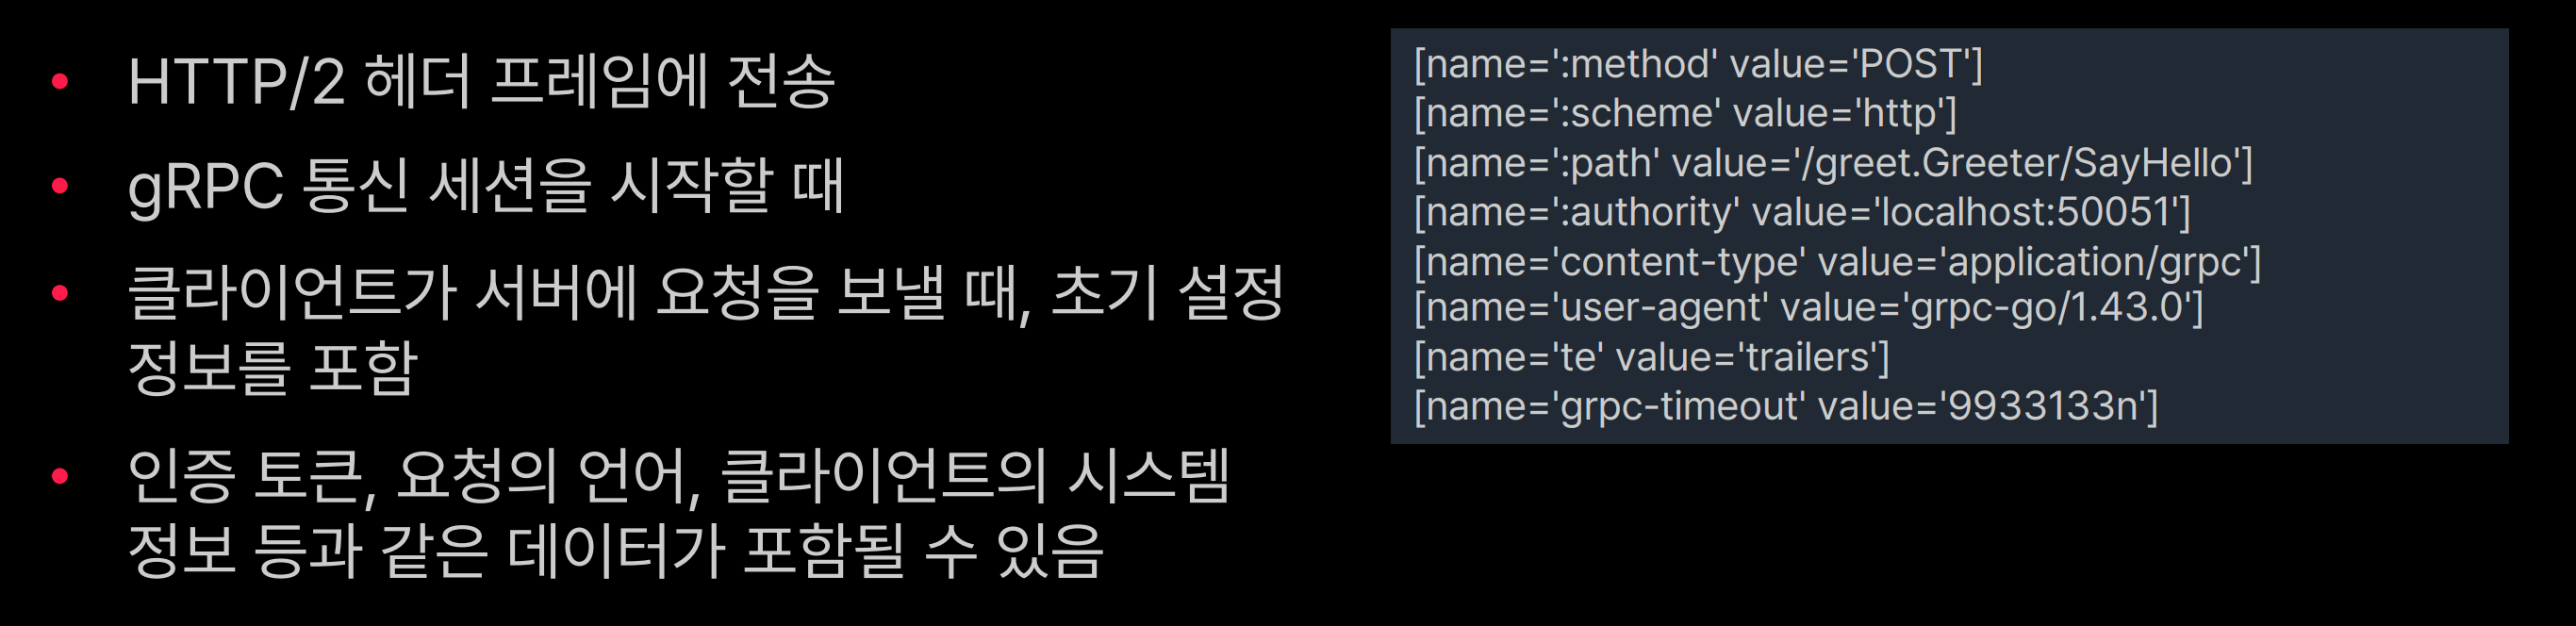 • HTTP/2 헤더 프레임에 전송
• gRPC 통신 세션을 시작할 때
• 클라이언트가 서버에 요청을 보낼 때, 초기 설정
정보를 포함
• 인증 토큰, 요청의 언어, 클라이언트의 시스템
정보 등과 같은 데이터가 포함될 수 있음
[name=':method' value='POST']
[name=':scheme' value='http']
[name=':path' value='/greet.Greeter/SayHello']
[name=':authority' value='localhost:50051']
[name='content-type' value='application/grpc']
[name='user-agent' value='grpc-go/1.43.0']
[name='te' value='trailers']
[name='grpc-timeout' value='9933133n']